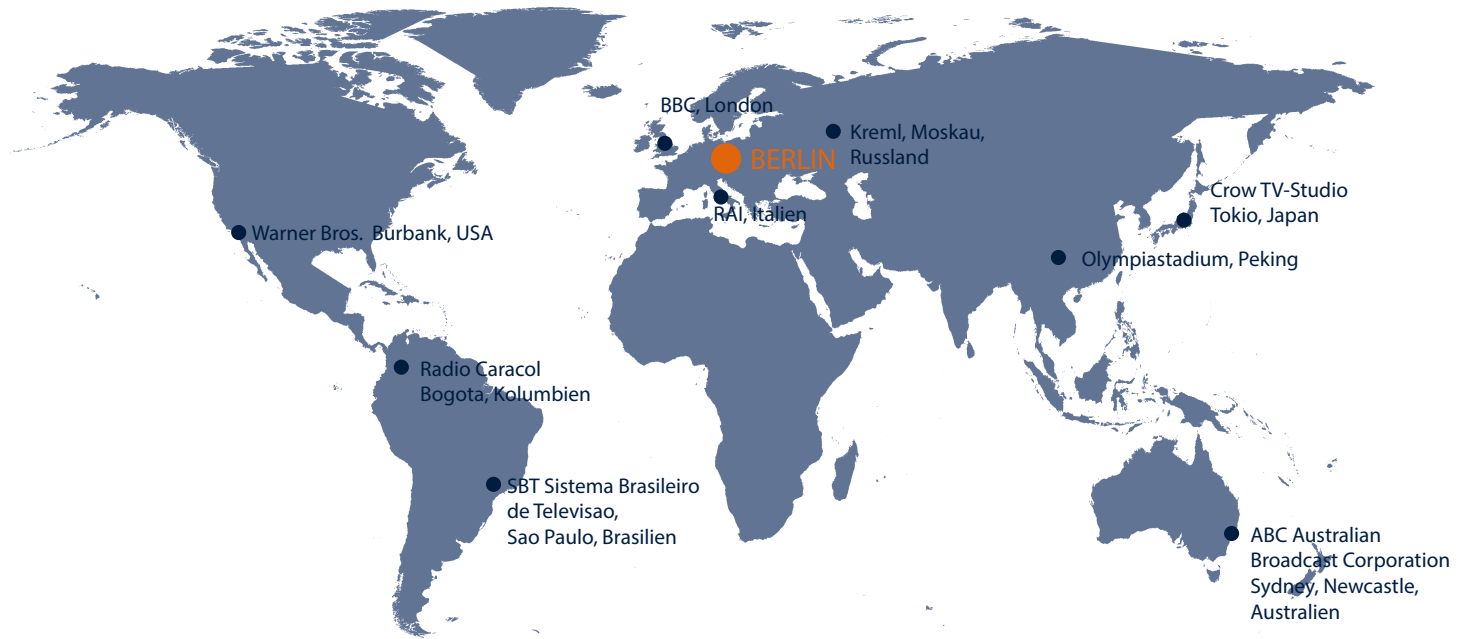 BBC, London
Kreml, Moskau,
Russland
BERLIN
Crow TV-Studio
Tokio, Japan
RAI, Italien
Warner Bros.  Burbank, USA
Olympiastadium, Peking
Radio Caracol
Bogota, Kolumbien
SBT Sistema Brasileiro
de Televisao,
Sao Paulo, Brasilien
ABC Australian
Broadcast Corporation
Sydney, Newcastle,
Australien